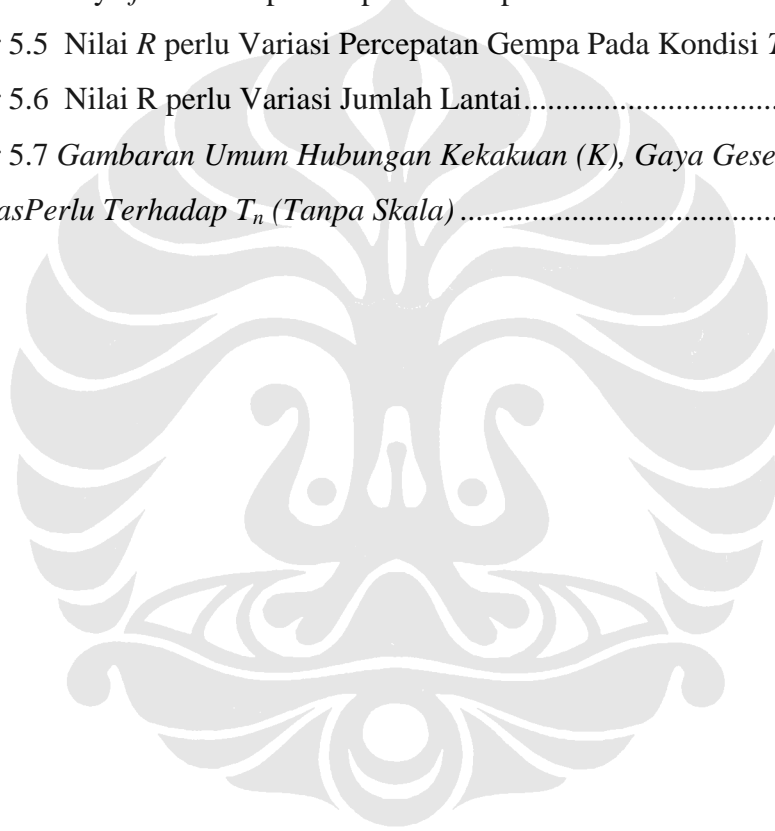 5.5 Nilai R perlu Variasi Percepatan Gempa Pada Kondisi T
5.6 Nilai R perlu Variasi Jumlah Lantai..............................
5.7 Gambaran Umum Hubungan Kekakuan (K), Gaya Gese
asPerlu Terhadap Tn (Tanpa Skala)......................................